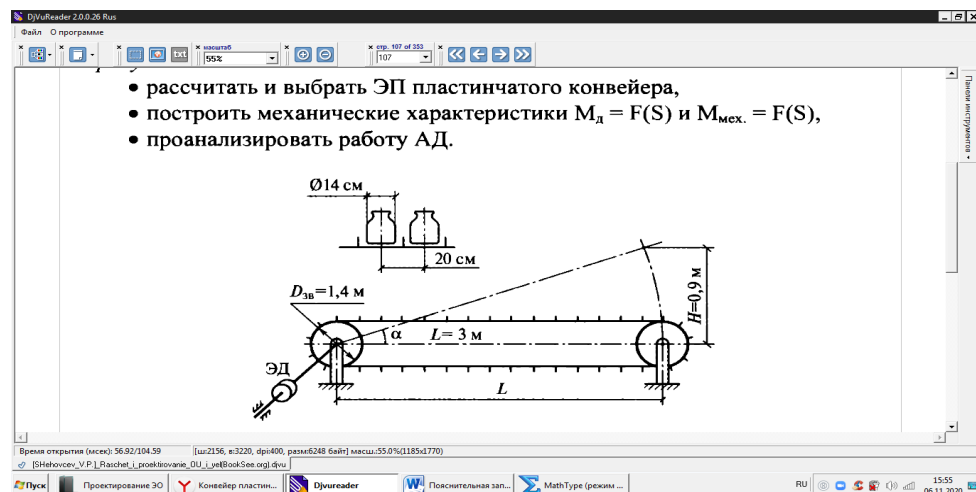 DjVuReader 2.0.0.26 Rus
Файл О программе
масштаб
55%
txt
стр. 107 of 353
107
• рассчитать и выбрать ЭП пластинчатого конвейера,
• построить механические характеристики Mд = F(S) и Mмех. = F(S),
• проанализировать работу АД.
Панели инструментов
Ø14 см
20 см
Dзв=1,4 м
H=0,9 м
α
L= 3 м
ЭД
L
Время открытия (мсек): 56.92/104.59
[ш:2156, в:3220, dpi:400, разм:6248 байт] масш.:55.0%(1185x1770)
[SHehovcev_V.P.]_Raschet_i_proektirovanie_OU_i_yel(BookSee.org).djvu
Пуск
Проектирование ЭО
Конвейер пластин...
Djvureader
Пояснительная зап...
MathType (режим ...
RU
15:55
06.11.2020